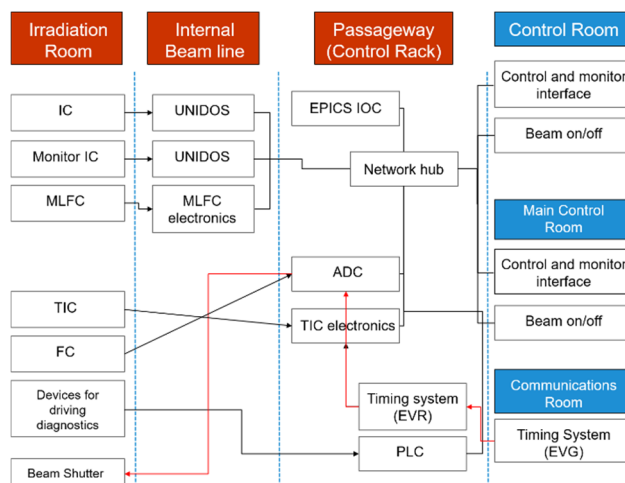 Irradiation
Room
Internal
Beam line
Passageway
(Control Rack)
Control Room
IC
UNIDOS
EPICS IOC
Control and monitor
interface
Monitor IC
UNIDOS
Network hub
Beam on/off
MLFC
MLFC
electronics
Main Control
Room
ADC
Control and monitor
interface
TIC
TIC electronics
Beam on/off
FC
Devices for
driving
diagnostics
Timing system
(EVR)
Communications
Room
PLC
Timing System
(EVG)
Beam Shutter